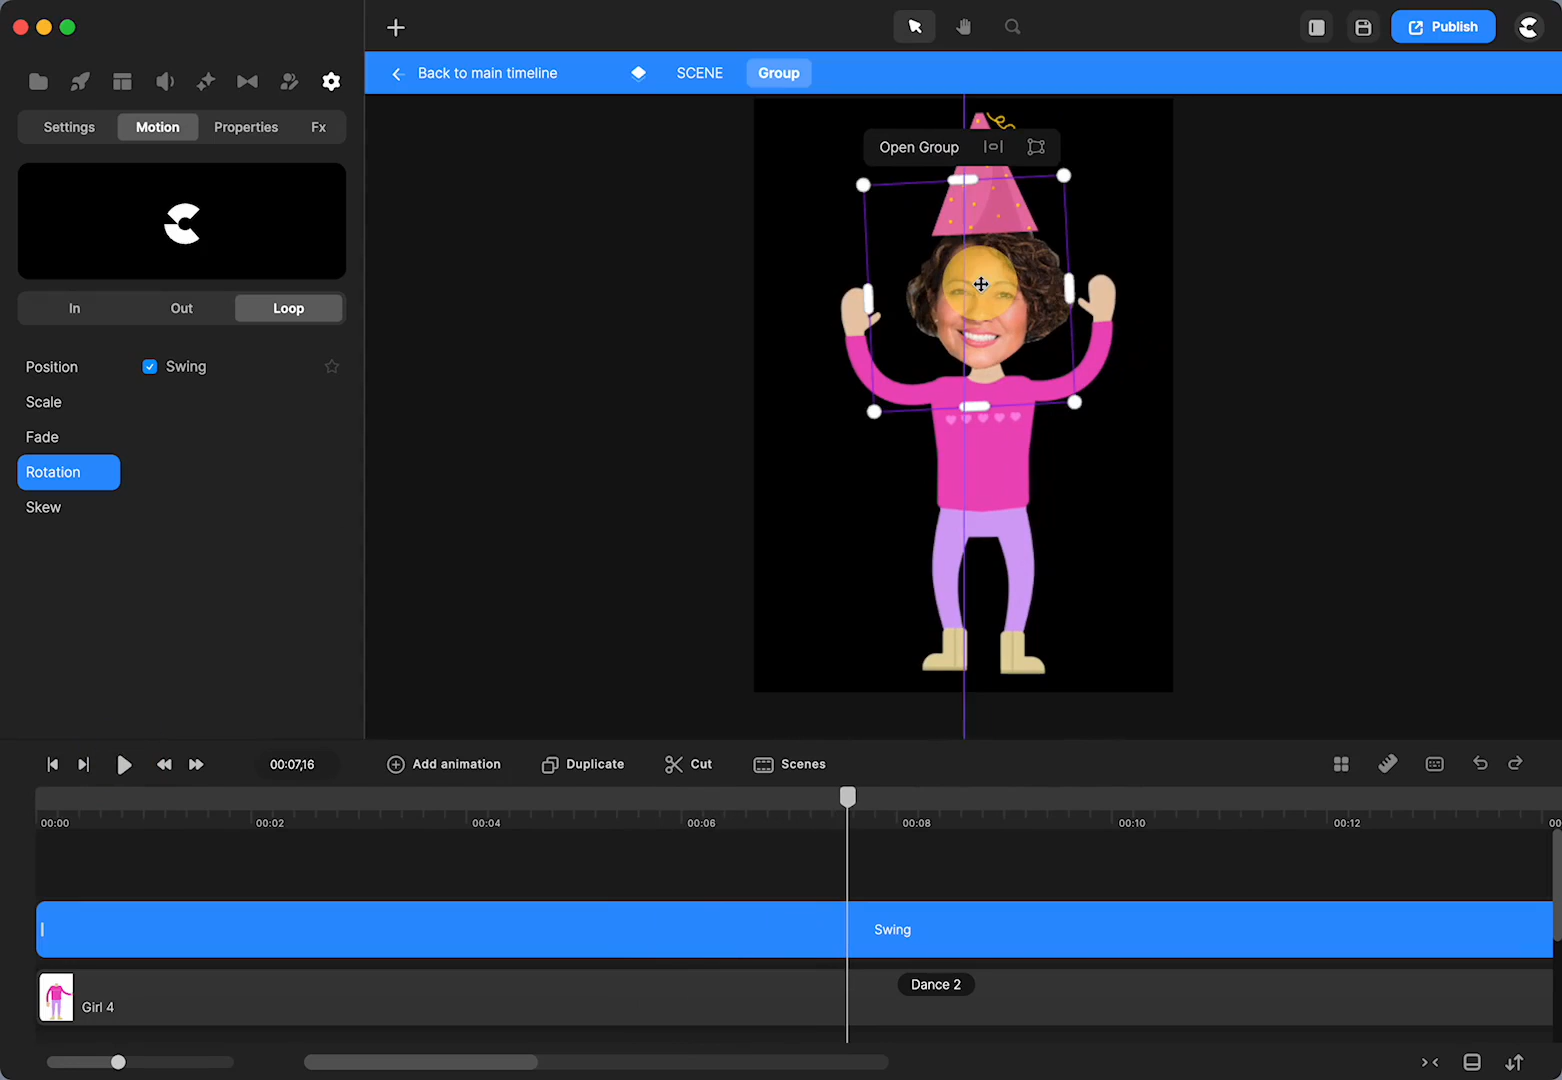 Publish
Back to main timeline
SCENE
Group
Settings
Motion
Properties
Fx
Open Group
In
Out
Loop
Position
Swing
Scale
Fade
Rotation
Skew
00:07,16
Add animation
Duplicate
Cut
Scenes
00:00
00:02
00:04
00:06
00:08
00:10
00:12
00
Swing
Dance 2
Girl 4